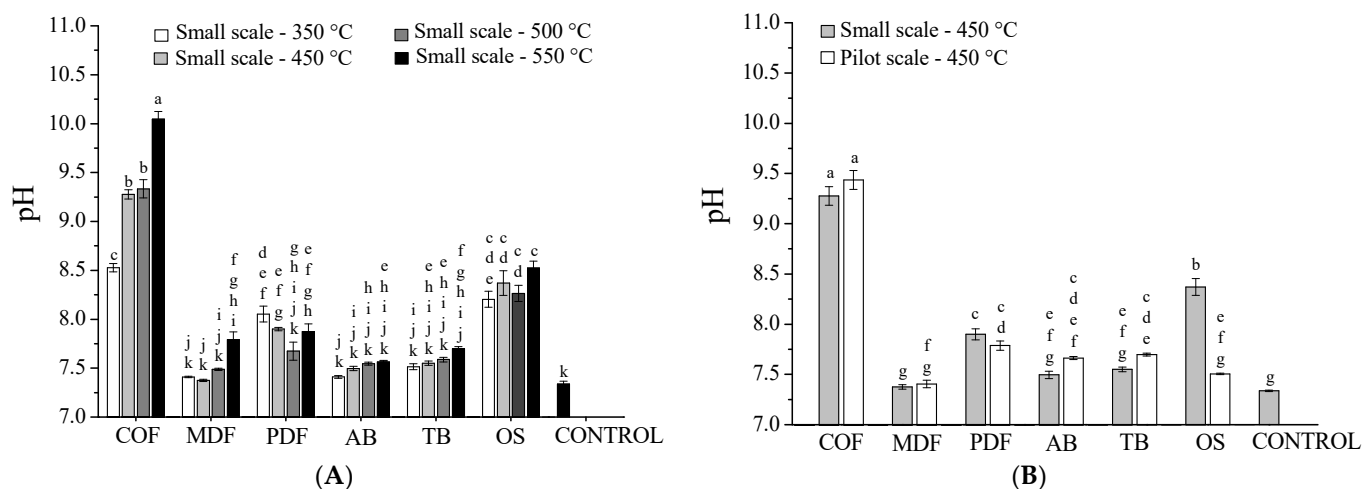 11.0
10.5
10.0
9.5
9.0
8.5
8.0
7.5
7.0
pH
Small scale - 350 °C
Small scale - 450 °C
Small scale - 500 °C
Small scale - 550 °C
c
b
b
a
j k
j k
i j k
f g h i
d e f
e f g
g h i j k
e f g h
j k
i j k
h i j k
e h i j k
i j k
e h i j k
e h i j k
f g h i j
c d e
c d
c d
c
k
COF MDF PDF AB TB OS CONTROL
(A)
11.0
10.5
10.0
9.5
9.0
8.5
8.0
7.5
7.0
pH
Small scale - 450 °C
Pilot scale - 450 °C
a
a
g
f g
c
c d
e f g
c d e f
e f g
c d e
b
e f g
g
COF MDF PDF AB TB OS CONTROL
(B)